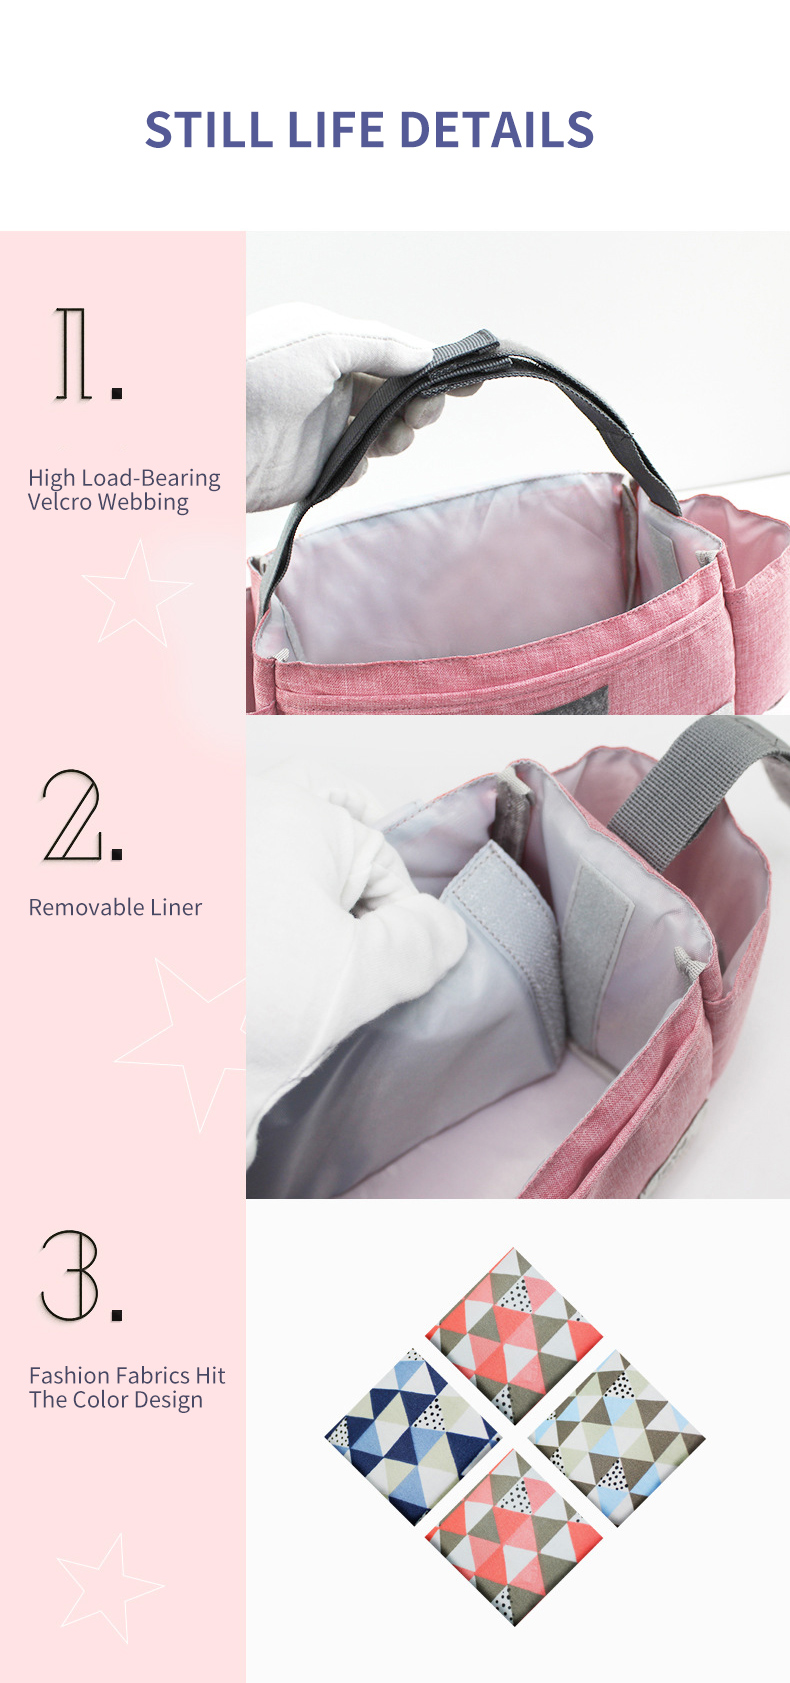 STILL LIFE DETAILS
1.
High Load-Bearing
Velcro Webbing
2.
Removable Liner
3.
Fashion Fabrics Hit
The Color Design